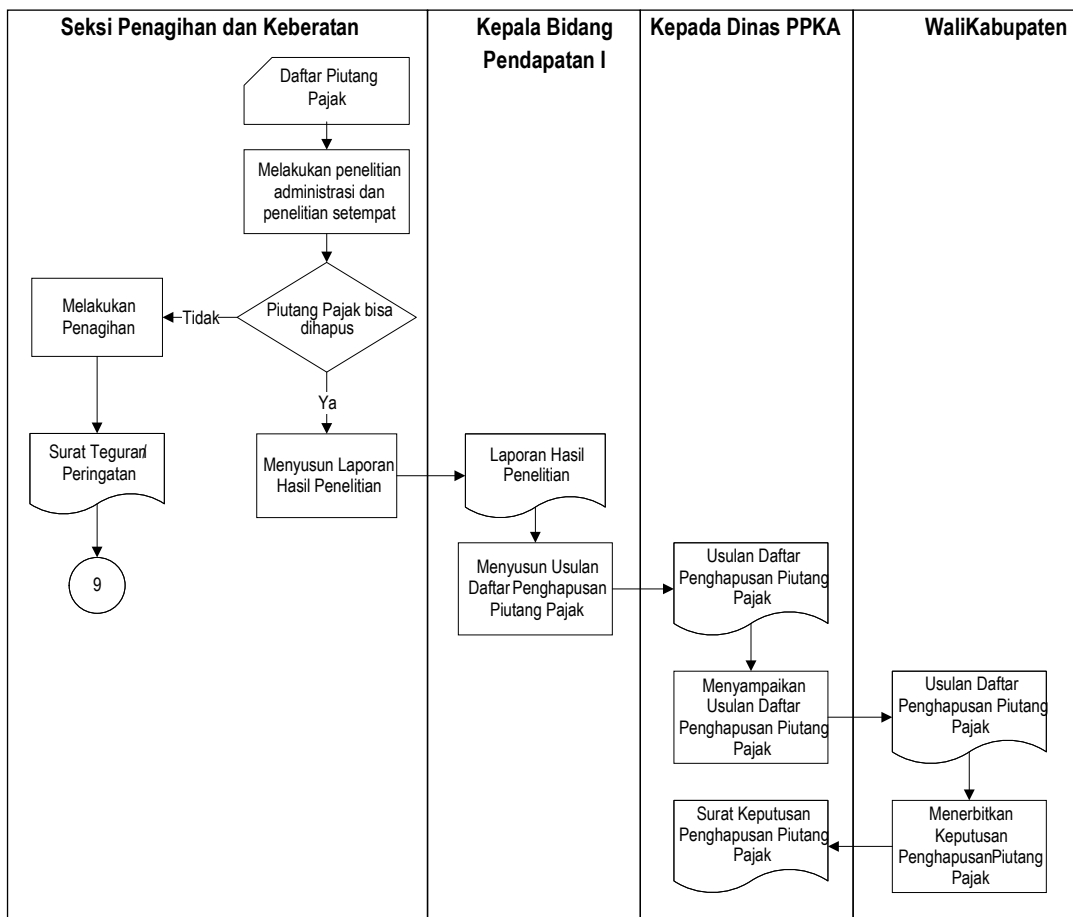 Seksi Penagihan dan Keberatan
Kepala Bidang
Pendapatan I
Kepada Dinas PPKA
WaliKabupaten
Daftar Piutang
Pajak
Melakukan penelitian
administrasi dan
penelitian setempat
Piutang Pajak bisa
dihapus
Tidak
Melakukan
Penagihan
Surat Teguran/
Peringatan
9
Ya
Menyusun Laporan
Hasil Penelitian
Laporan Hasil
Penelitian
Menyusun Usulan
Daftar Penghapusan
Piutang Pajak
Usulan Daftar
Penghapusan Piutang
Pajak
Menyampaikan
Usulan Daftar
Penghapusan Piutang
Pajak
Usulan Daftar
Penghapusan Piutang
Pajak
Menerbitkan
Keputusan
PenghapusanPiutang
Pajak
Surat Keputusan
Penghapusan Piutang
Pajak